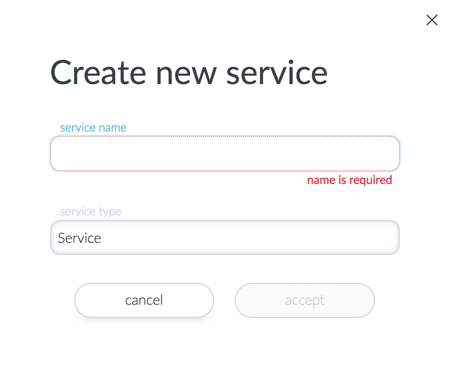 Create new service
service name
name is required
service type
Service
cancel accept